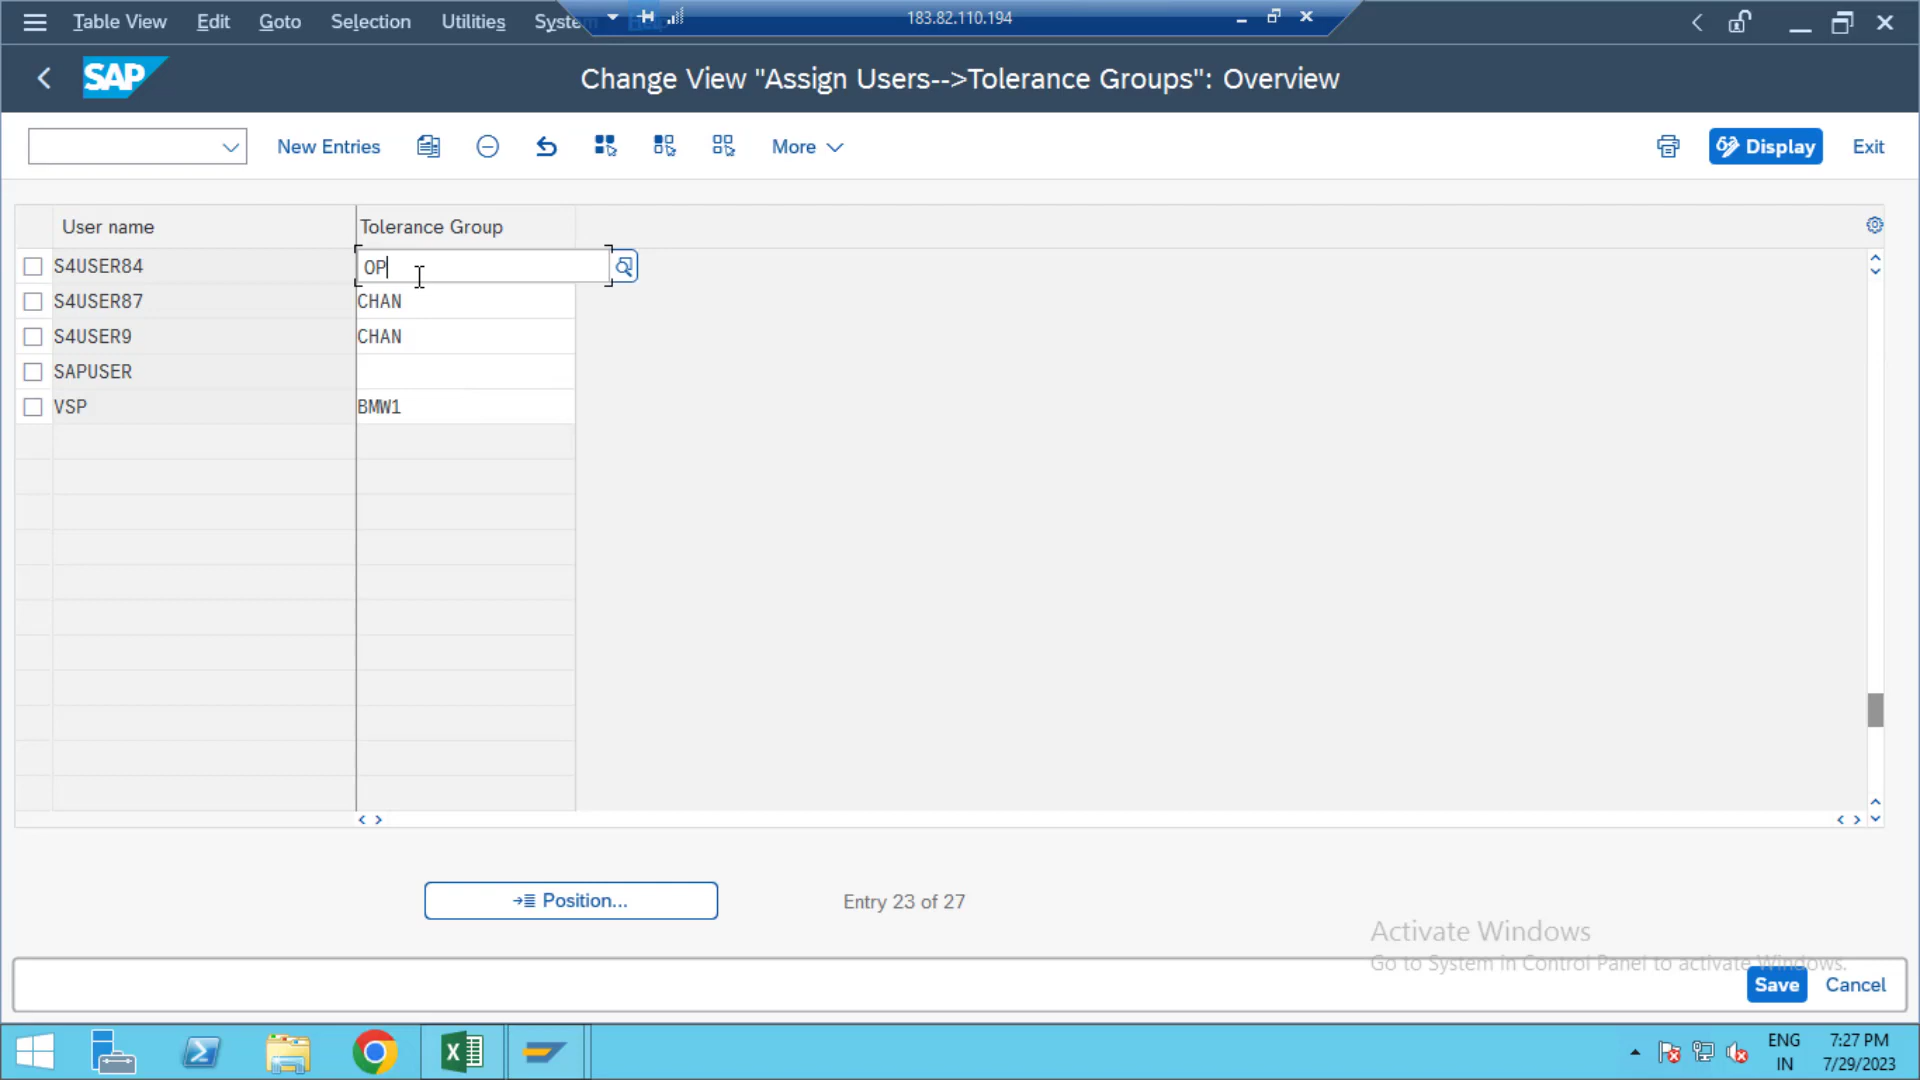 Table View Edit Goto Selection Utilities 183.82.110.194
SAP Change View "Assign Users-->Tolerance Groups": Overview
New Entries More Display Exit
User name Tolerance Group
S4USER84 OP
S4USER87 CHAN
S4USER9 CHAN
SAPUSER
VSP BMW1
Position... Entry 23 of 27
Activate Windows
Go to System in Control Panel to activate Windows.
Save Cancel
ENG 7:27 PM
IN 7/29/2023